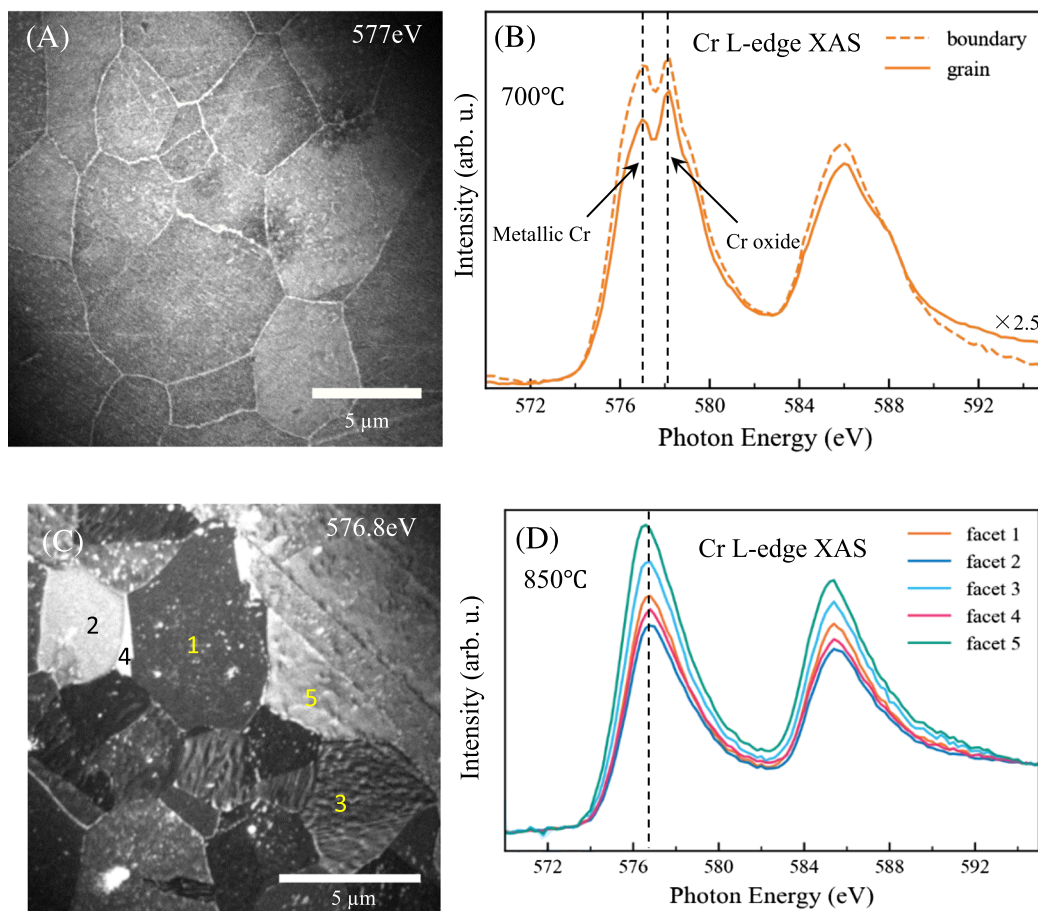 (A)
577eV
5 µm
(B)
Cr L-edge XAS
boundary
grain
700℃
Metallic Cr
Cr oxide
×2.5
Intensity (arb. u.)
572 576 580 584 588 592
Photon Energy (eV)
(C)
576.8eV
2
4
1
5
3
5 µm
(D)
Cr L-edge XAS
850℃
facet 1
facet 2
facet 3
facet 4
facet 5
Intensity (arb. u.)
572 576 580 584 588 592
Photon Energy (eV)